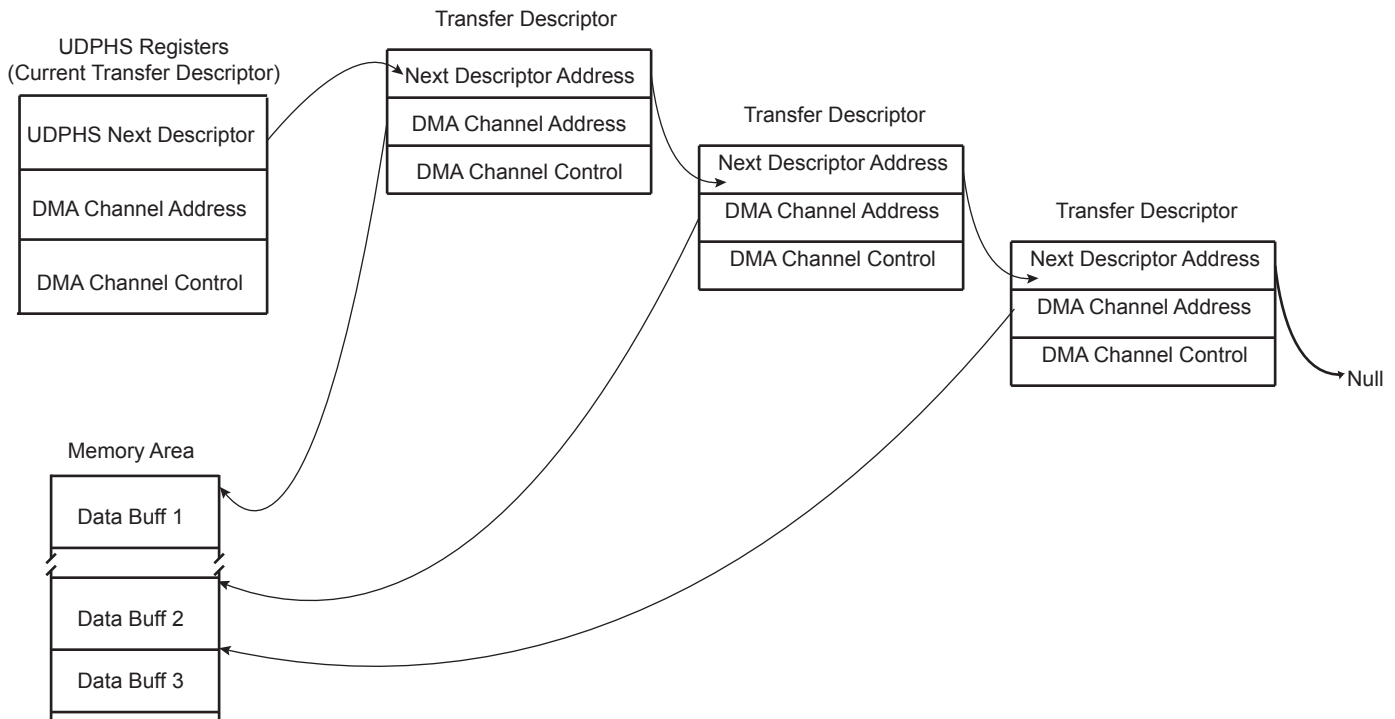 UDPHS Registers
(Current Transfer Descriptor)
UDPHS Next Descriptor
DMA Channel Address
DMA Channel Control
Transfer Descriptor
Next Descriptor Address
DMA Channel Address
DMA Channel Control
Transfer Descriptor
Next Descriptor Address
DMA Channel Address
DMA Channel Control
Transfer Descriptor
Next Descriptor Address
DMA Channel Address
DMA Channel Control
Null
Memory Area
Data Buff 1
Data Buff 2
Data Buff 3